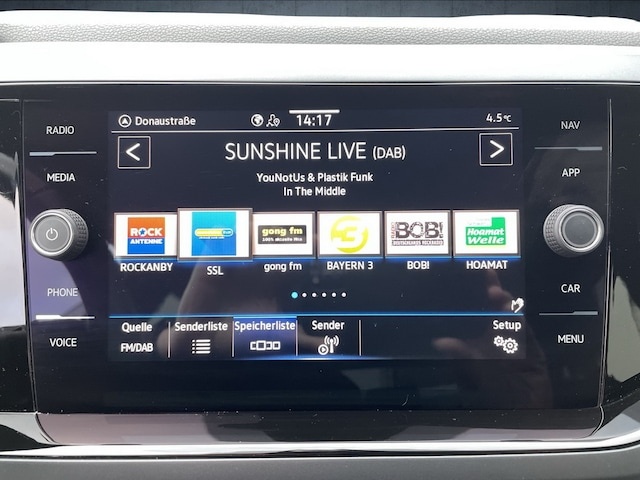 RADIO
MEDIA
PHONE
VOICE
NAV
APP
CAR
MENU
Donaustraße
14:17
4.5°C
SUNSHINE LIVE (DAB)
YouNotUs & Plastik Funk
In The Middle
ROCK
ANTENNE
gong fm
3
BOB!
Hoamat
Welle
ROCKANBY
SSL
gong fm
BAYERN 3
BOB!
HOAMAT
Quelle
FM/DAB
Senderliste
Speicherliste
Sender
Setup